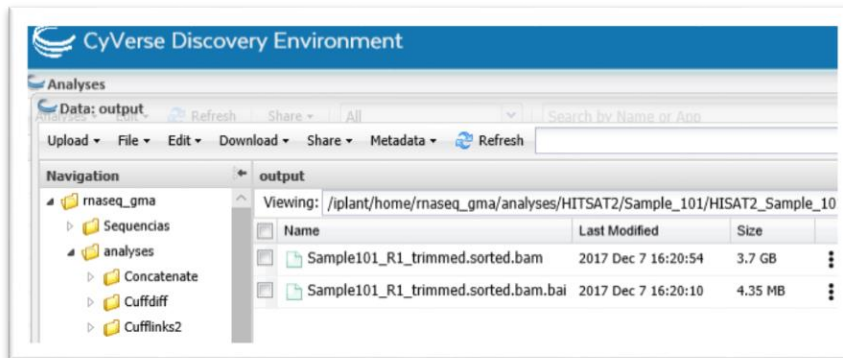 CyVerse Discovery Environment
Analyses
Data: output
Analyses Edit Refresh Share All Search by Name or App
Upload File Edit Download Share Metadata Refresh
Navigation output
rnaseq_gma Viewing: /iplant/home/rnaseq_gma/analyses/HITSAT2/Sample_101/HISAT2_Sample_10
Sequencias Name Last Modified Size
analyses Sample101_R1_trimmed.sorted.bam 2017 Dec 7 16:20:54 3.7 GB
Concatenate Sample101_R1_trimmed.sorted.bam.bai 2017 Dec 7 16:20:10 4.35 MB
Cuffdiff
Cufflinks2